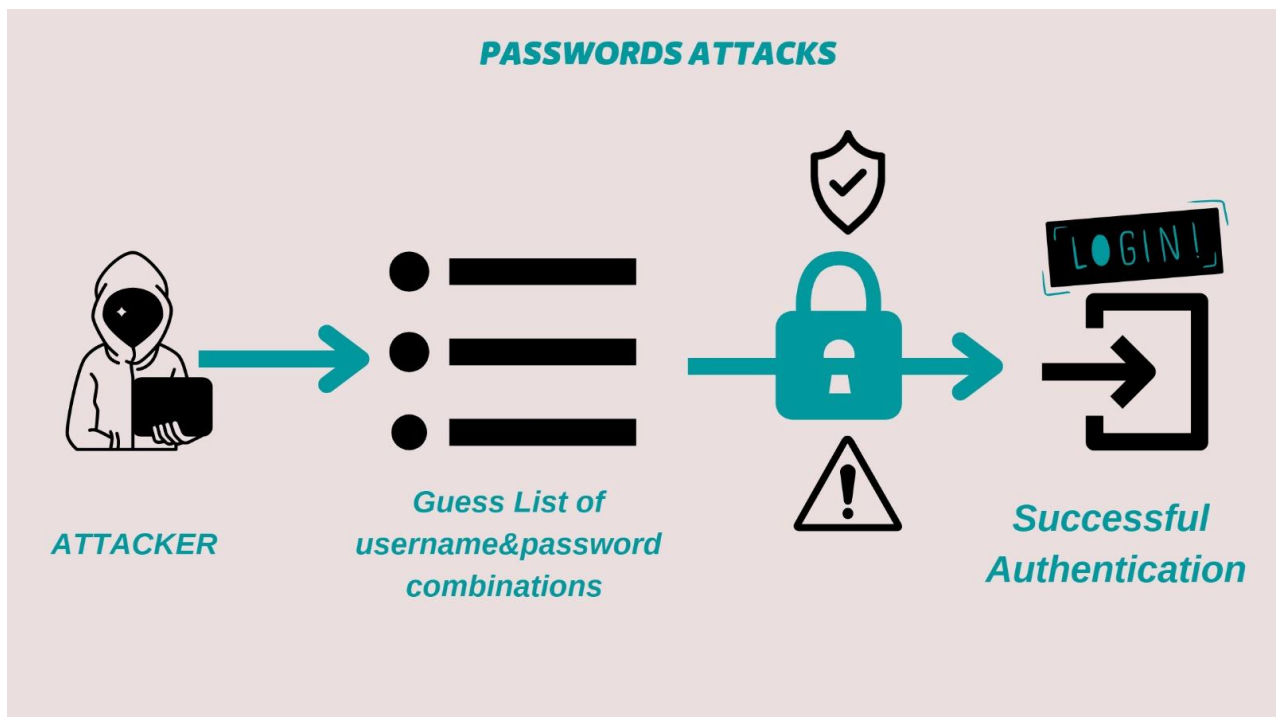 PASSWORDS ATTACKS
LOGIN!
ATTACKER
Guess List of
username&password
combinations
Successful
Authentication